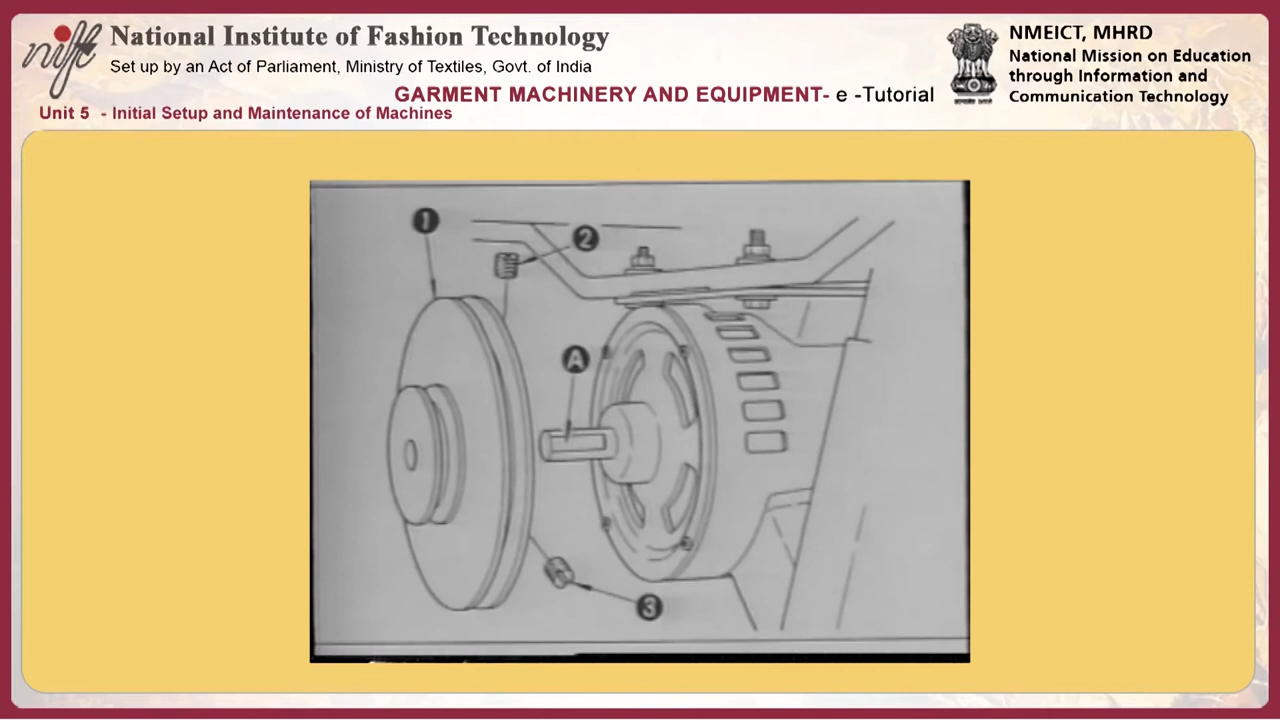 nift
National Institute of Fashion Technology
Set up by an Act of Parliament, Ministry of Textiles, Govt. of India
GARMENT MACHINERY AND EQUIPMENT- e -Tutorial
Unit 5 - Initial Setup and Maintenance of Machines
NMEICT, MHRD
National Mission on Education
through Information and
Communication Technology
1
2
A
3